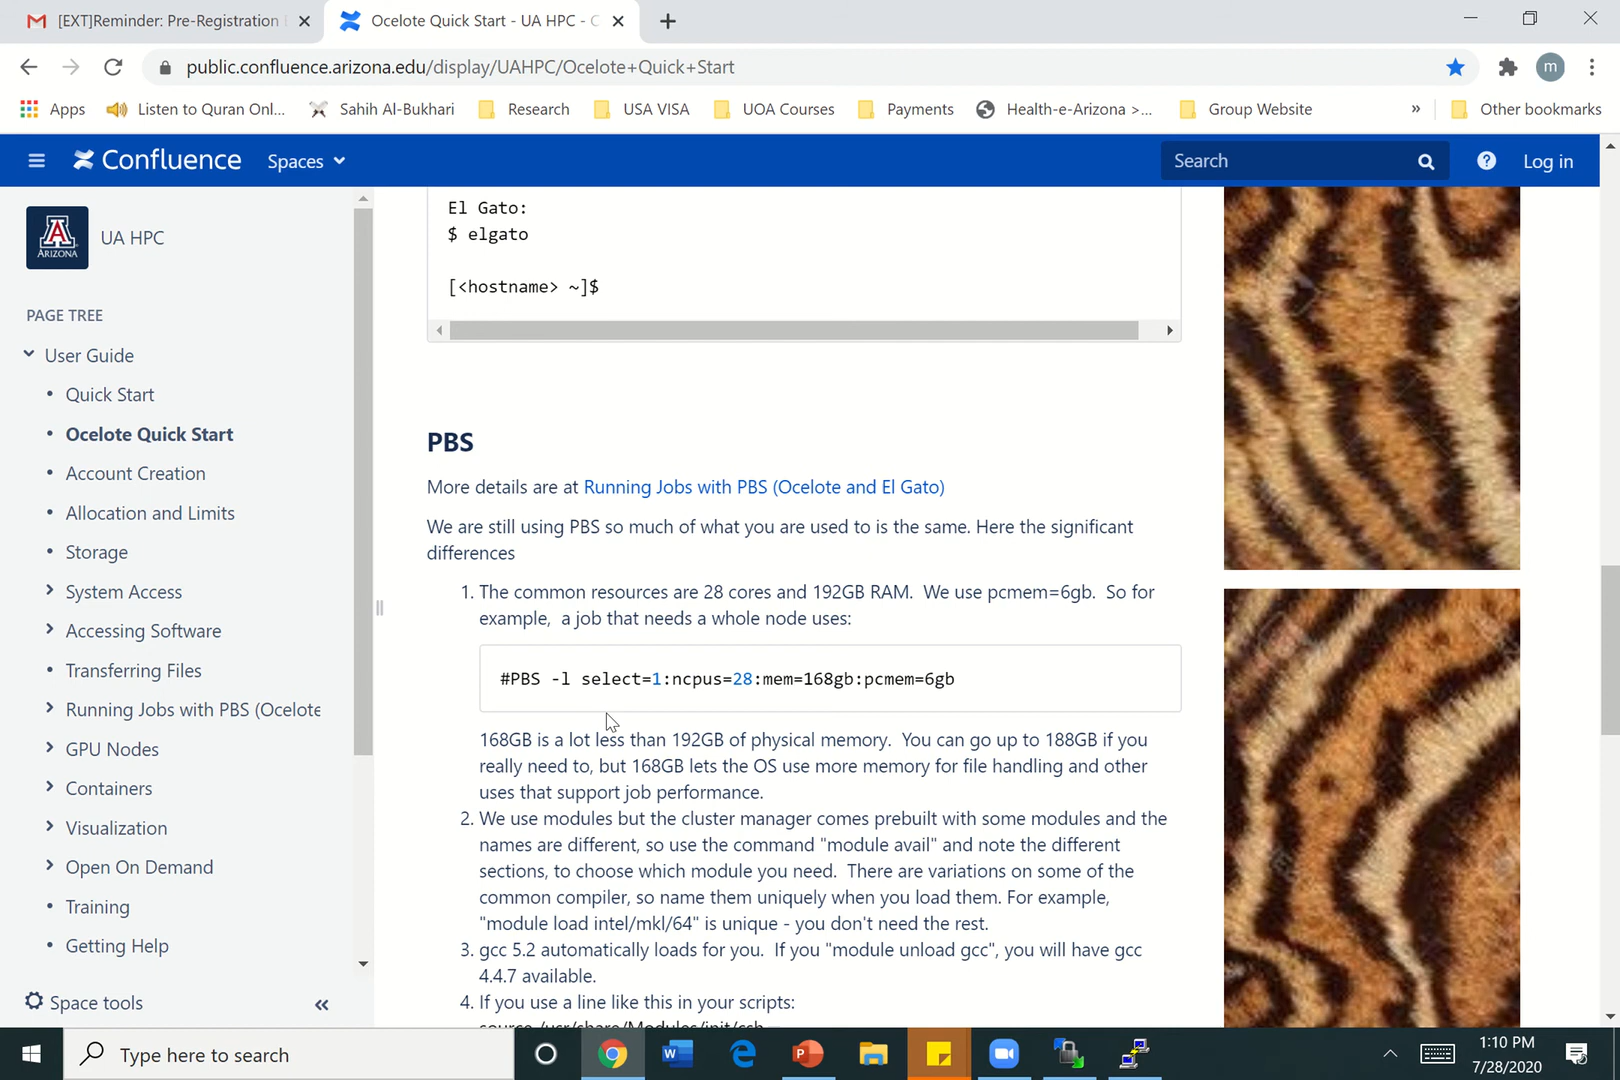 [EXT]Reminder: Pre-Registration
Ocelote Quick Start - UA HPC - C
public.confluence.arizona.edu/display/UAHPC/Ocelote+Quick+Start
m
Apps
Listen to Quran Onl...
Sahih Al-Bukhari
Research
USA VISA
UOA Courses
Payments
Health-e-Arizona >...
Group Website
»
Other bookmarks
Confluence
Spaces
Search
Log in
A
ARIZONA
UA HPC
PAGE TREE
User Guide
• Quick Start
• Ocelote Quick Start
• Account Creation
• Allocation and Limits
• Storage
System Access
Accessing Software
• Transferring Files
Running Jobs with PBS (Ocelote
GPU Nodes
Containers
Visualization
Open On Demand
• Training
• Getting Help
Space tools
«
El Gato:
$ elgato
[<hostname> ~]$
PBS
More details are at Running Jobs with PBS (Ocelote and El Gato)
We are still using PBS so much of what you are used to is the same. Here the significant
differences
1. The common resources are 28 cores and 192GB RAM.  We use pcmem=6gb.  So for
example,  a job that needs a whole node uses:
#PBS -l select=1:ncpus=28:mem=168gb:pcmem=6gb
168GB is a lot less than 192GB of physical memory.  You can go up to 188GB if you
really need to, but 168GB lets the OS use more memory for file handling and other
uses that support job performance.
2. We use modules but the cluster manager comes prebuilt with some modules and the
names are different, so use the command "module avail" and note the different
sections, to choose which module you need.  There are variations on some of the
common compiler, so name them uniquely when you load them. For example,
"module load intel/mkl/64" is unique - you don't need the rest.
3. gcc 5.2 automatically loads for you.  If you "module unload gcc", you will have gcc
4.4.7 available.
4. If you use a line like this in your scripts:
source /usr/share/Modules/init/csh
Type here to search
1:10 PM
7/28/2020